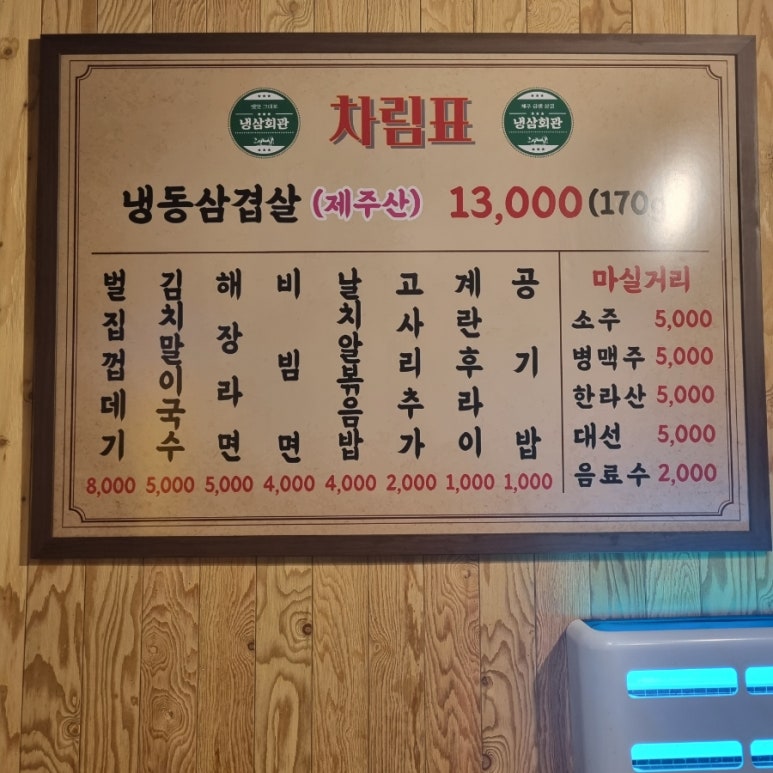 냉삼회관
차림표
냉삼회관
냉동삼겹살 (제주산) 13,000 (170g
벌집껍데기 8,000
김치말이국수 5,000
해장라면 5,000
비빔면 4,000
날치알볶음밥 4,000
고사리추가 2,000
계란후라이 1,000
공기밥 1,000
마실거리
소주 5,000
병맥주 5,000
한라산 5,000
대선 5,000
음료수 2,000